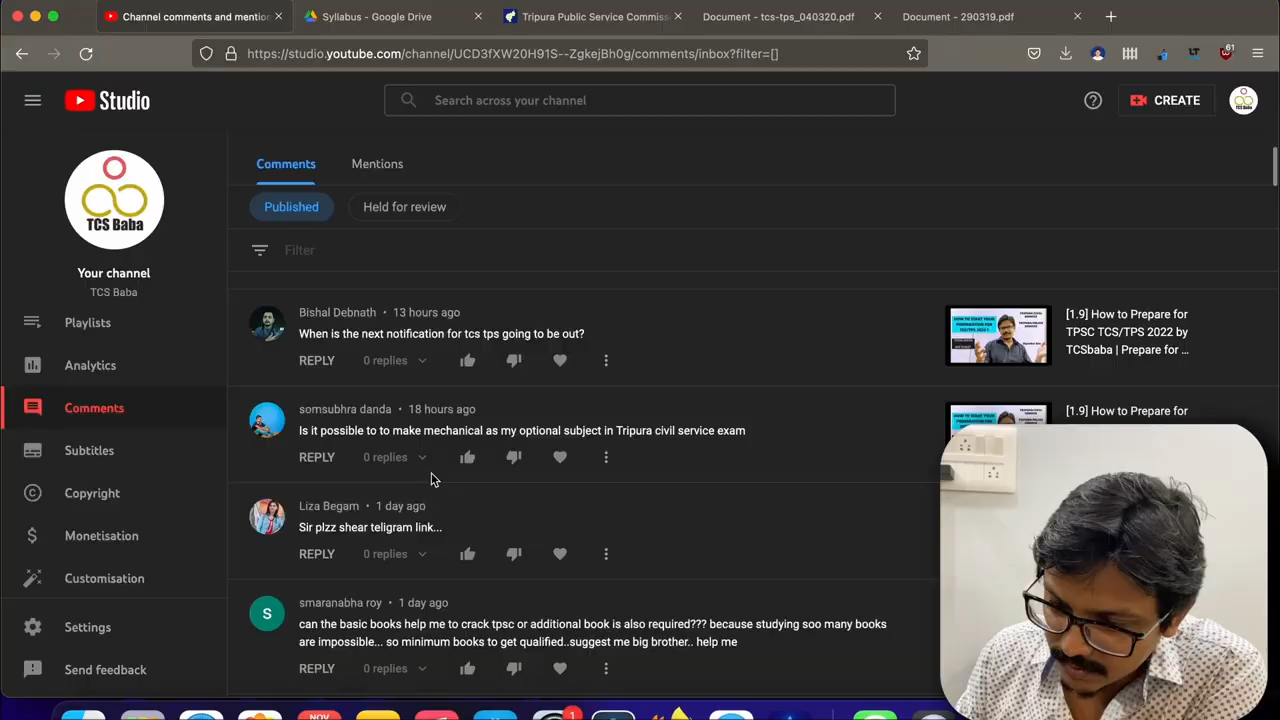 Channel comments and mentio
Syllabus - Google Drive
Tripura Public Service Commiss
Document - tcs-tps_040320.pdf
Document - 290319.pdf
https://studio.youtube.com/channel/UCD3fXW20H91S--ZgkejBh0g/comments/inbox?filter=[]
61
Studio
Search across your channel
CREATE
TCS Baba
Your channel
TCS Baba
Playlists
Analytics
Comments
Subtitles
Copyright
Monetisation
Customisation
Settings
Send feedback
Comments
Mentions
Published
Held for review
Filter
Bishal Debnath • 13 hours ago
When is the next notification for tcs tps going to be out?
REPLY 0 replies
[1.9] How to Prepare for
TPSC TCS/TPS 2022 by
TCSbaba | Prepare for ...
somsubhra danda • 18 hours ago
it possible to to make mechanical as my optional subject in Tripura civil service exam
REPLY 0 replies
[1.9] How to Prepare for
Liza Begam • 1 day ago
Sir plzz shear teligram link...
REPLY 0 replies
S
smaranabha roy • 1 day ago
can the basic books help me to crack tpsc or additional book is also required??? because studying soo many books
are impossible... so minimum books to get qualified..suggest me big brother.. help me
REPLY 0 replies
NOV
1